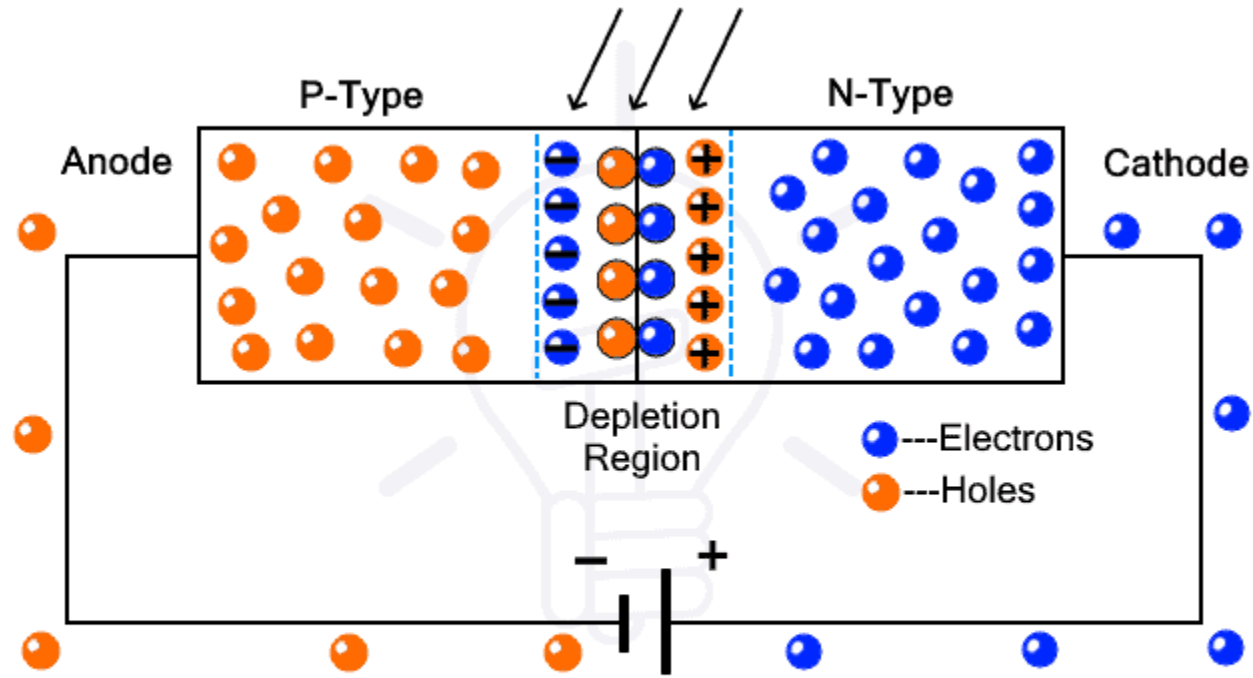 P-Type
N-Type
Anode
Cathode
Depletion
Region
---Electrons
---Holes
− +